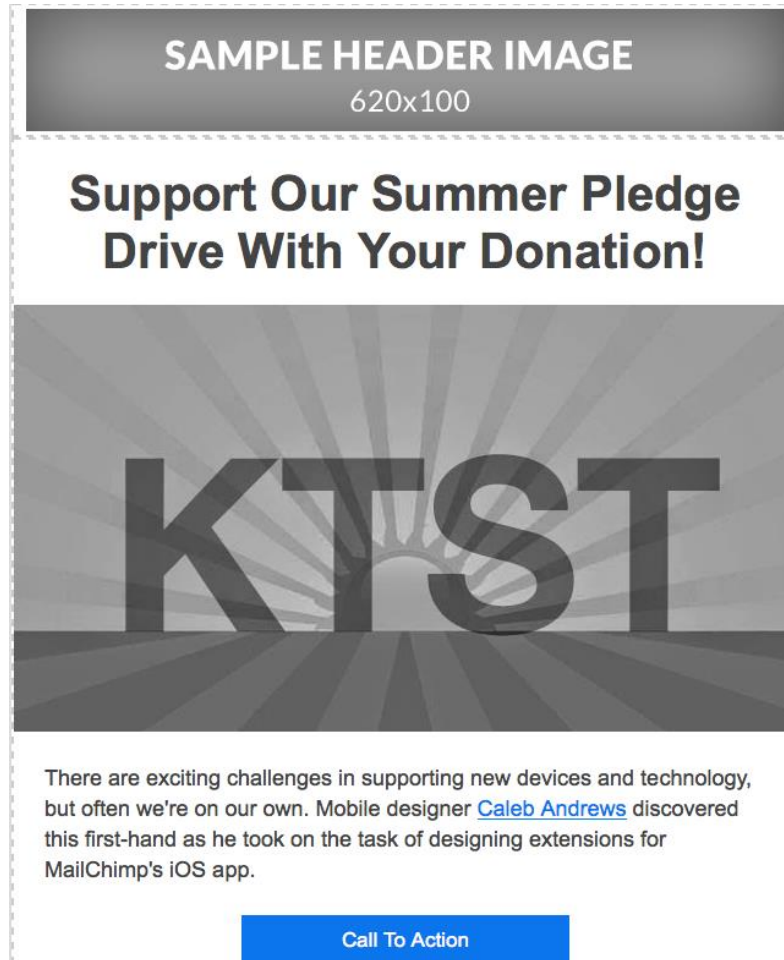 SAMPLE HEADER IMAGE
620x100
Support Our Summer Pledge
Drive With Your Donation!
KTST
There are exciting challenges in supporting new devices and technology,
but often we're on our own. Mobile designer Caleb Andrews discovered
this first-hand as he took on the task of designing extensions for
MailChimp's iOS app.
Call To Action